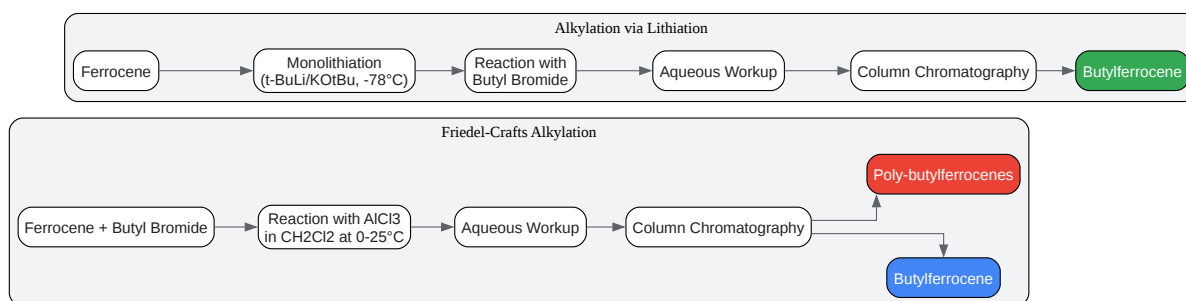 Alkylation via Lithiation
Ferrocene
Monolithiation
(t-BuLi/KOtBu, -78°C)
Reaction with
Butyl Bromide
Aqueous Workup
Column Chromatography
Butylferrocene
Friedel-Crafts Alkylation
Ferrocene + Butyl Bromide
Reaction with AlCl3
in CH2Cl2 at 0-25°C
Aqueous Workup
Column Chromatography
Poly-butylferrocenes
Butylferrocene